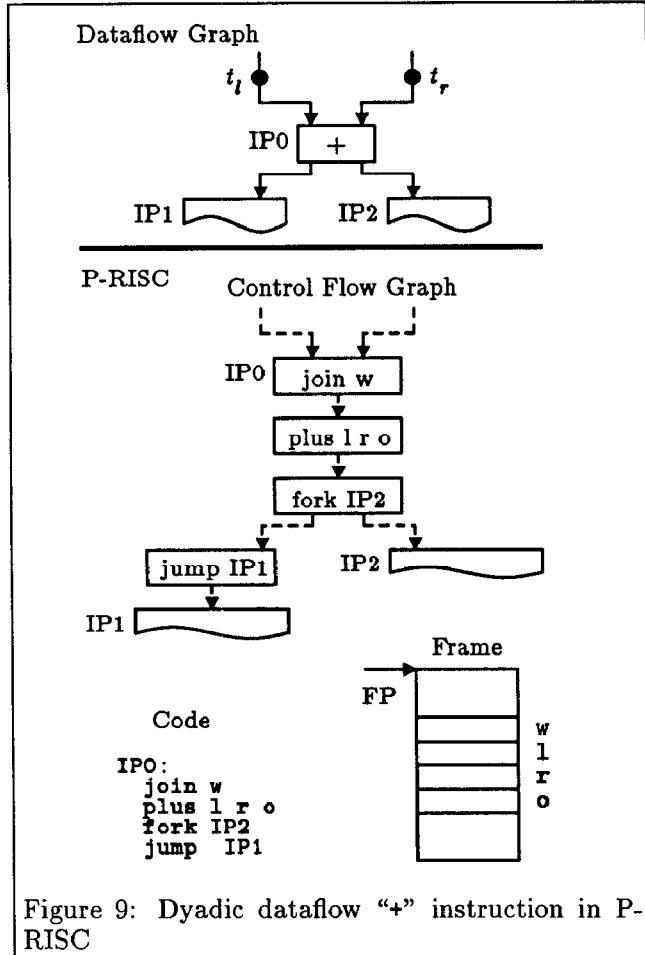 Dataflow Graph
t_l t_r
IP0 +
IP1 IP2
P-RISC
Control Flow Graph
IP0 join w
plus l r o
fork IP2
jump IP1 IP2
IP1
Frame
FP
Code
w
l
r
o
IP0:
join w
plus l r o
fork IP2
jump IP1
Figure 9: Dyadic dataflow “+” instruction in P-
RISC